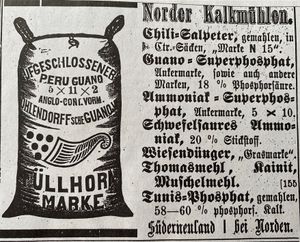 UFGESCHLOSSENER
PERU GUANO
5×11×2
ANGLO-CONT. VORM.
OHLENDORFF'sche GUANO
FÜLLHORN
MARKE
Norder Kalkmühlen.
Chili-Salpeter, gemahlen, in
Ctr.-Säcken, „Marke N 15“.
Guano-Superphosphat,
Ankermarke, sowie auch andere
Marken, 18 % Phosphorsäure.
Ammoniak-Superphos-
phat, Ankermarke, 5 × 10.
Schwefelsaures Ammo-
niak, 20 % Stickstoff.
Wiesendünger, „Grasmarke“.
Thomasmehl, Kainit,
Muschelmehl. [155
Tunis-Phosphat, gemahlen,
58—60 % phosphors. Kalk.
Süderneuland I bei Norden.